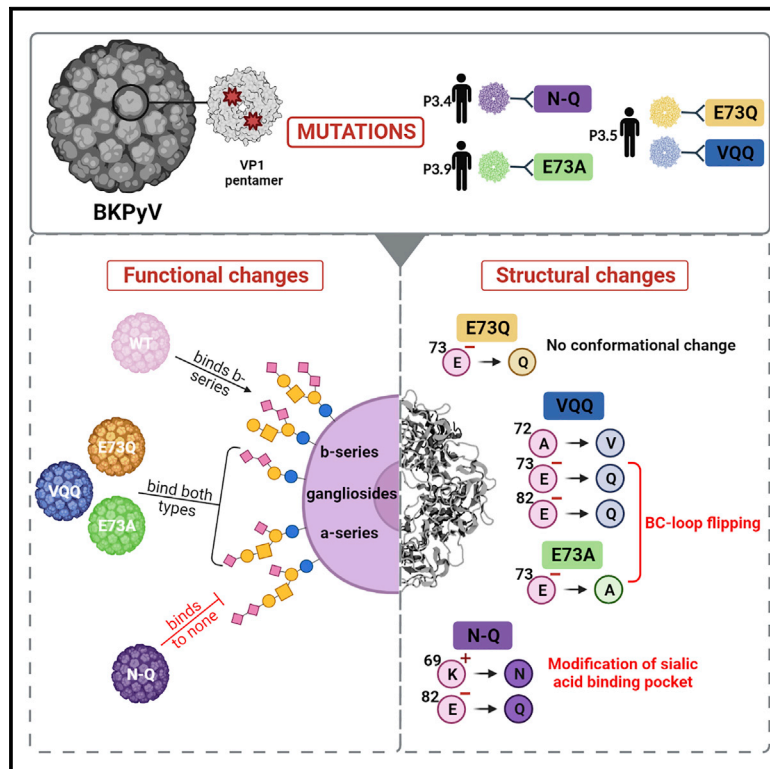 BKPyV
VP1
pentamer
MUTATIONS
P3.4
N-Q
P3.9
E73A
P3.5
E73Q
VQQ
Functional changes
WT
binds b-
series
E73Q
VQQ
E73A
bind both
types
binds
to none
N-Q
b-series
gangliosides
a-series
Structural changes
E73Q
73 E − Q
No conformational change
VQQ
72 A V
73 E − Q
82 E − Q
BC-loop flipping
E73A
73 E − A
N-Q
69 K + N
82 E − Q
Modification of sialic
acid binding pocket